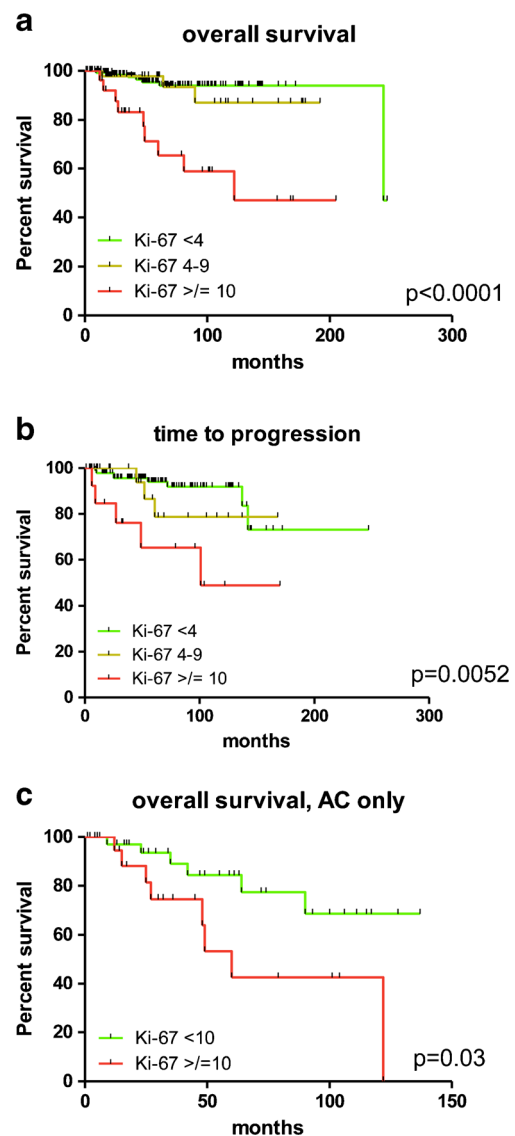 a
overall survival
100
80
60
40
20
0
Percent survival
Ki-67 <4
Ki-67 4-9
Ki-67 >/= 10
p<0.0001
0 100 200 300
months
b
time to progression
100
80
60
40
20
0
Percent survival
Ki-67 <4
Ki-67 4-9
Ki-67 >/= 10
p=0.0052
0 100 200 300
months
c
overall survival, AC only
100
80
60
40
20
0
Percent survival
Ki-67 <10
Ki-67 >/=10
p=0.03
0 50 100 150
months